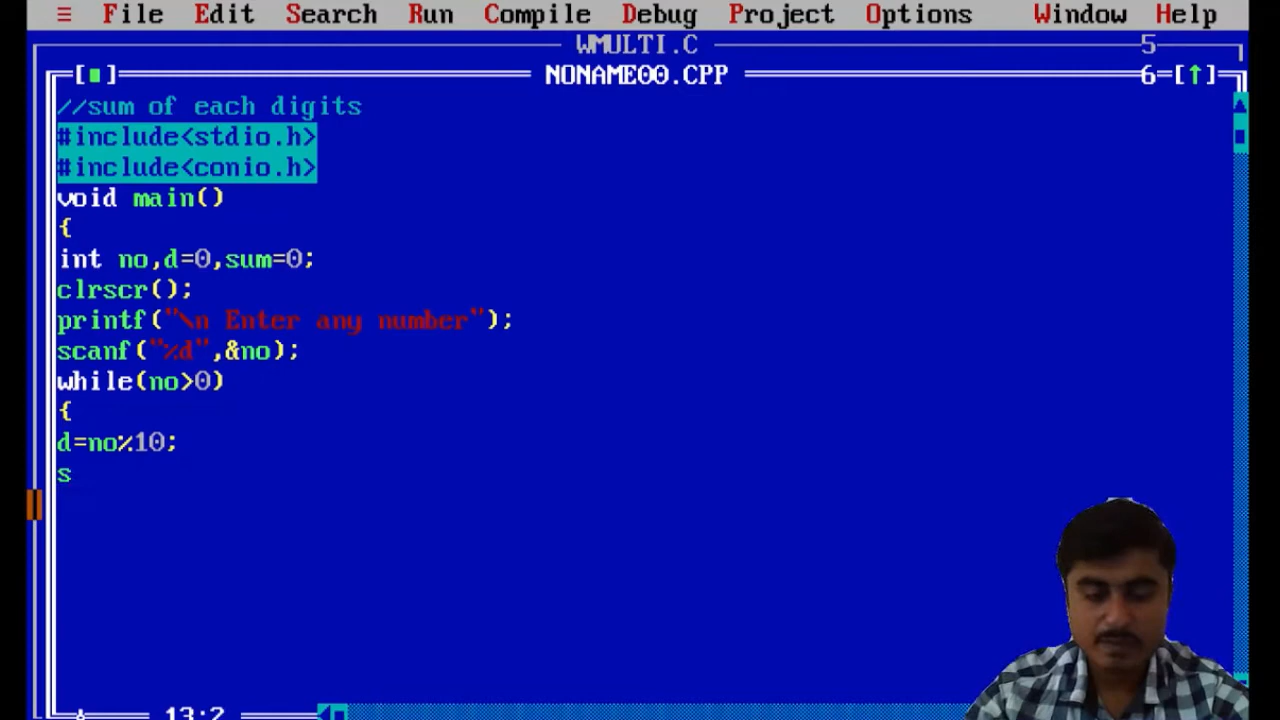 ≡ File Edit Search Run Compile Debug Project Options Window Help
WMULTI.C 5
[■] NONAME00.CPP 6=[↑]
//sum of each digits
#include<stdio.h>
#include<conio.h>
void main()
{
int no,d=0,sum=0;
clrscr();
printf("\n Enter any number");
scanf("%d",&no);
while(no>0)
{
d=no%10;
s
13:2